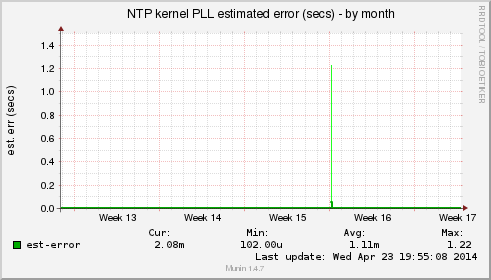 NTP kernel PLL estimated error (secs) - by month
RRDTOOL / TOBI OETIKER
est. err (secs)
1.4
1.2
1.0
0.8
0.6
0.4
0.2
0.0
Week 13 Week 14 Week 15 Week 16 Week 17
Cur: Min: Avg: Max:
est-error 2.08m 102.00u 1.11m 1.22
Last update: Wed Apr 23 19:55:08 2014
Munin 1.4.7